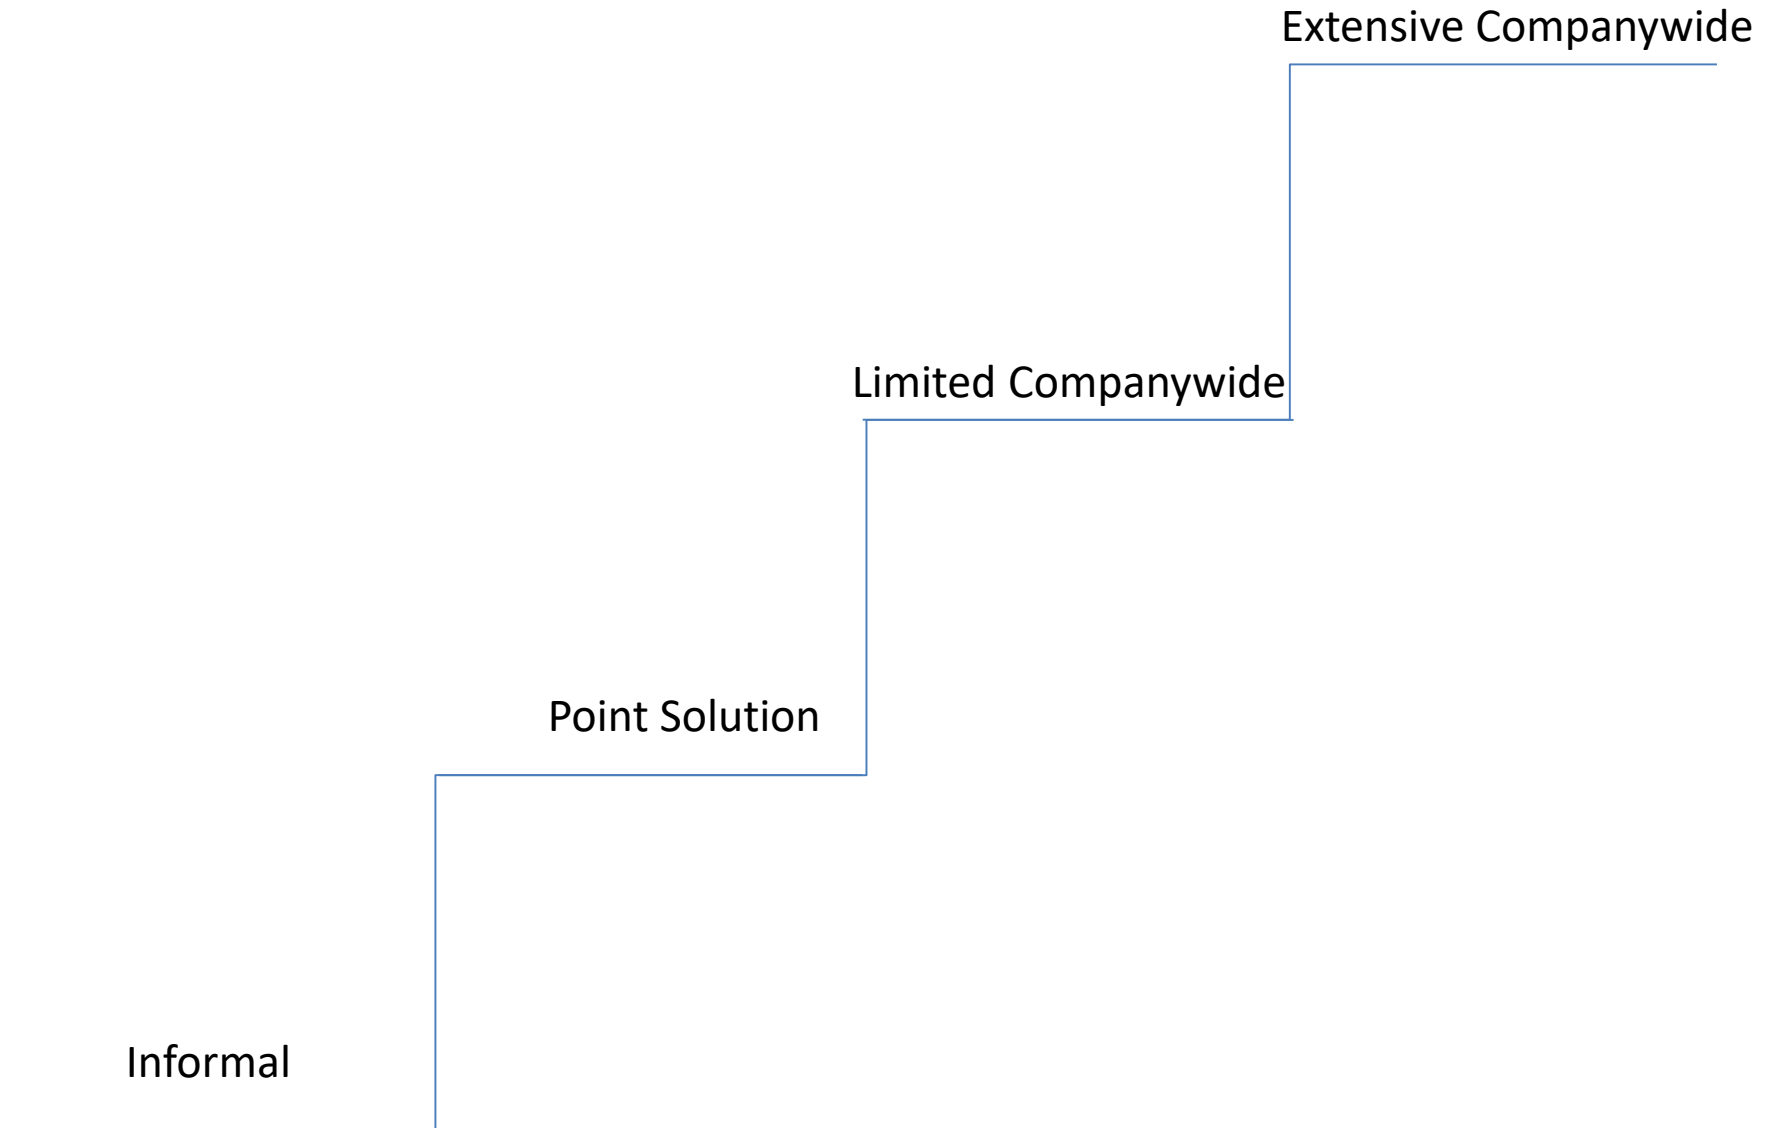 Extensive Companywide
Limited Companywide
Point Solution
Informal